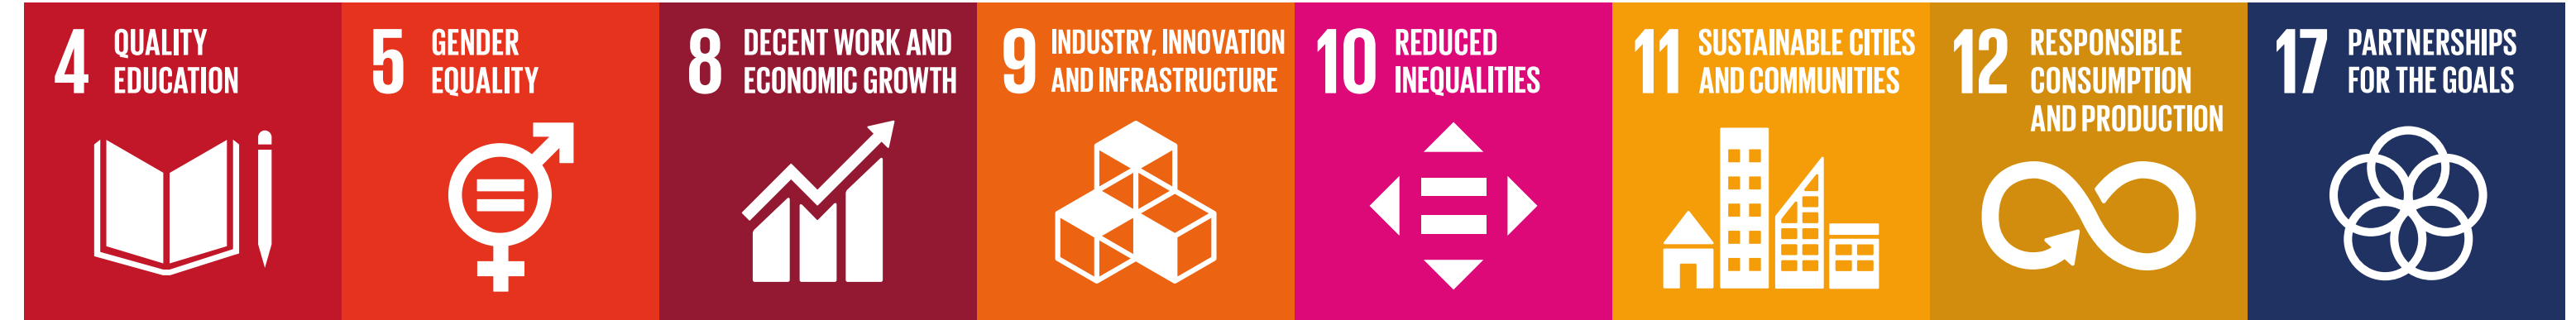 4 QUALITY
EDUCATION
5 GENDER
EQUALITY
8 DECENT WORK AND
ECONOMIC GROWTH
9 INDUSTRY, INNOVATION
AND INFRASTRUCTURE
10 REDUCED
INEQUALITIES
11 SUSTAINABLE CITIES
AND COMMUNITIES
12 RESPONSIBLE
CONSUMPTION
AND PRODUCTION
17 PARTNERSHIPS
FOR THE GOALS